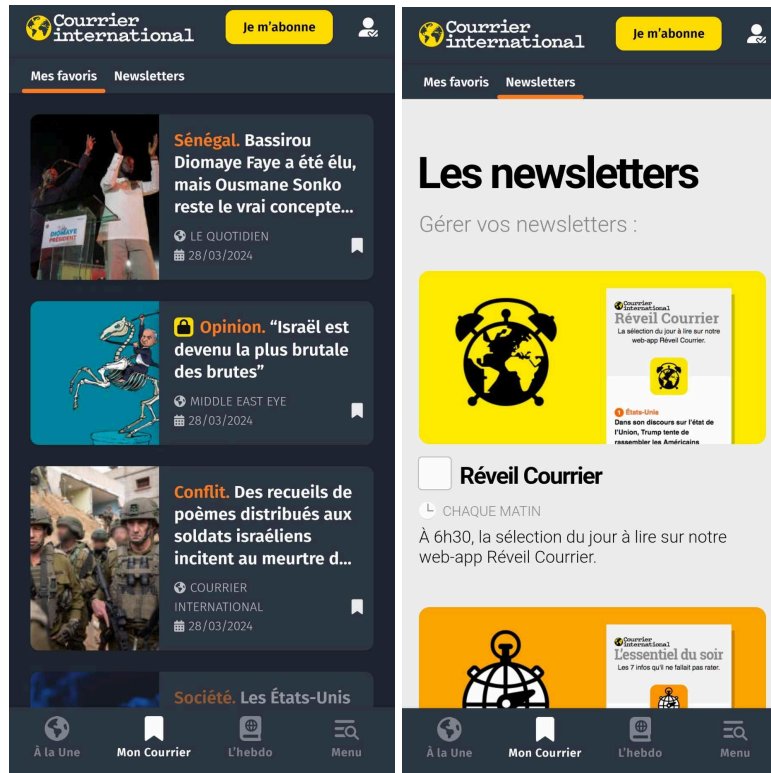 Courrier
international
Je m'abonne
Mes favoris Newsletters
Sénégal. Bassirou
Diomaye Faye a été élu,
mais Ousmane Sonko
reste le vrai concepte...
LE QUOTIDIEN
28/03/2024
DIOMAYE
PRÉSIDENT
Opinion. “Israël est
devenu la plus brutale
des brutes”
MIDDLE EAST EYE
28/03/2024
Conflit. Des recueils de
poèmes distribués aux
soldats israéliens
incitent au meurtre d...
COURRIER
INTERNATIONAL
28/03/2024
Société. Les États-Unis
À la Une
Mon Courrier
L'hebdo
Menu
Courrier
international
Je m'abonne
Mes favoris Newsletters
Les newsletters
Gérer vos newsletters :
Courrier
international
Réveil Courrier
La sélection du jour à lire sur notre
web-app Réveil Courrier.
1 États-Unis
Dans son discours sur l'état de
l'Union, Trump tente de
rassembler les Américains
Réveil Courrier
CHAQUE MATIN
À 6h30, la sélection du jour à lire sur notre
web-app Réveil Courrier.
Courrier
international
L'essentiel du soir
Les 7 infos qu'il ne fallait pas rater.
À la Une
Mon Courrier
L'hebdo
Menu